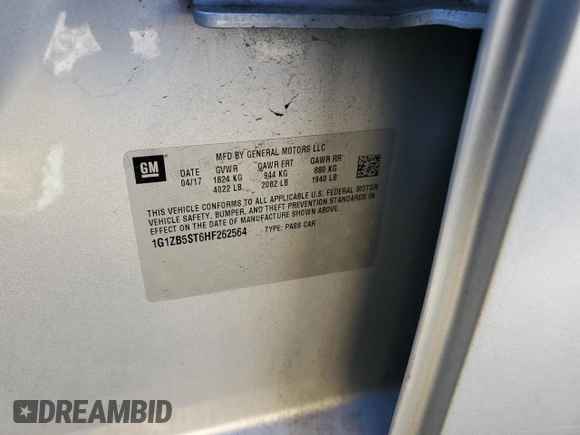 MFD BY GENERAL MOTORS LLC
GM
DATE GVWR GAWR FRT GAWR RR
04/17 1824 KG 944 KG 880 KG
4022 LB 2082 LB 1940 LB
THIS VEHICLE CONFORMS TO ALL APPLICABLE U.S. FEDERAL MOTOR
VEHICLE SAFETY, BUMPER, AND THEFT PREVENTION STANDARDS IN
EFFECT ON THE DATE OF MANUFACTURE SHOWN ABOVE.
1G1ZB5ST6HF262564 TYPE: PASS CAR
DREAMBID